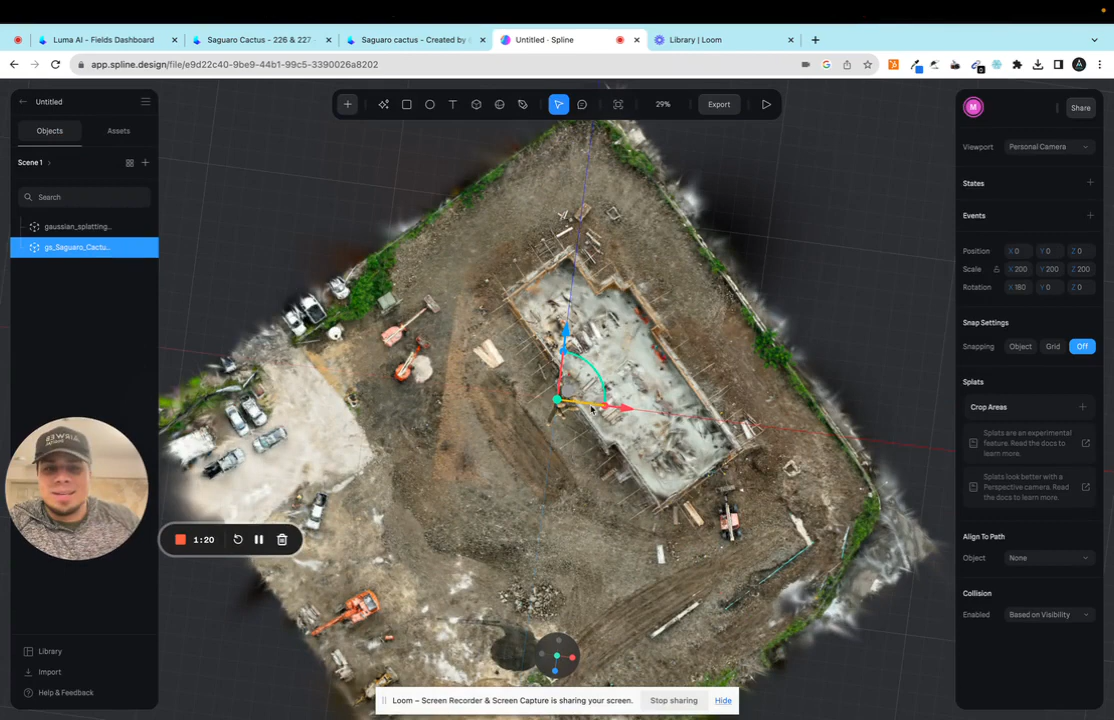 Luma AI - Fields Dashboard
Saguaro Cactus - 226 & 227 -
Saguaro cactus - Created by
Untitled - Spline
Library | Loom
app.spline.design/file/e9d22c40-9be9-44b1-99c5-3390026a8202
Untitled
29%
Export
Share
Objects
Assets
Scene 1
Search
gaussian_splatting...
gs_Saguaro_Cactu...
Viewport
Personal Camera
States
Events
Position
X 0
Y 0
Z 0
Scale
X 200
Y 200
Z 200
Rotation
X 180
Y 0
Z 0
Snap Settings
Snapping
Object
Grid
Off
Splats
Crop Areas
Splats are an experimental
feature. Read the docs to
learn more.
Splats look better with a
Perspective camera. Read
the docs to learn more.
Align To Path
Object
None
Collision
Enabled
Based on Visibility
1:20
Library
Import
Help & Feedback
Loom – Screen Recorder & Screen Capture is sharing your screen.
Stop sharing
Hide